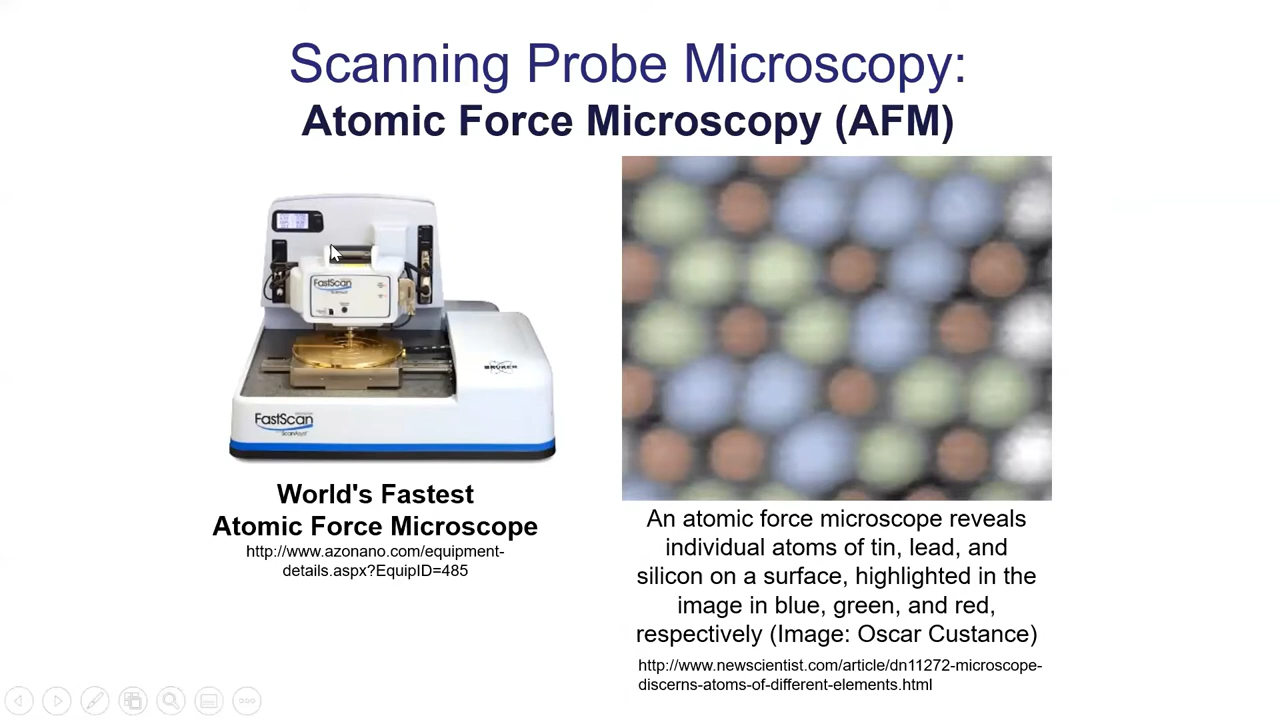 Scanning Probe Microscopy:
Atomic Force Microscopy (AFM)
FastScan
BRUKER
FastScan
ScanAsyst
World's Fastest
Atomic Force Microscope
http://www.azonano.com/equipment-
details.aspx?EquipID=485
An atomic force microscope reveals
individual atoms of tin, lead, and
silicon on a surface, highlighted in the
image in blue, green, and red,
respectively (Image: Oscar Custance)
http://www.newscientist.com/article/dn11272-microscope-
discerns-atoms-of-different-elements.html